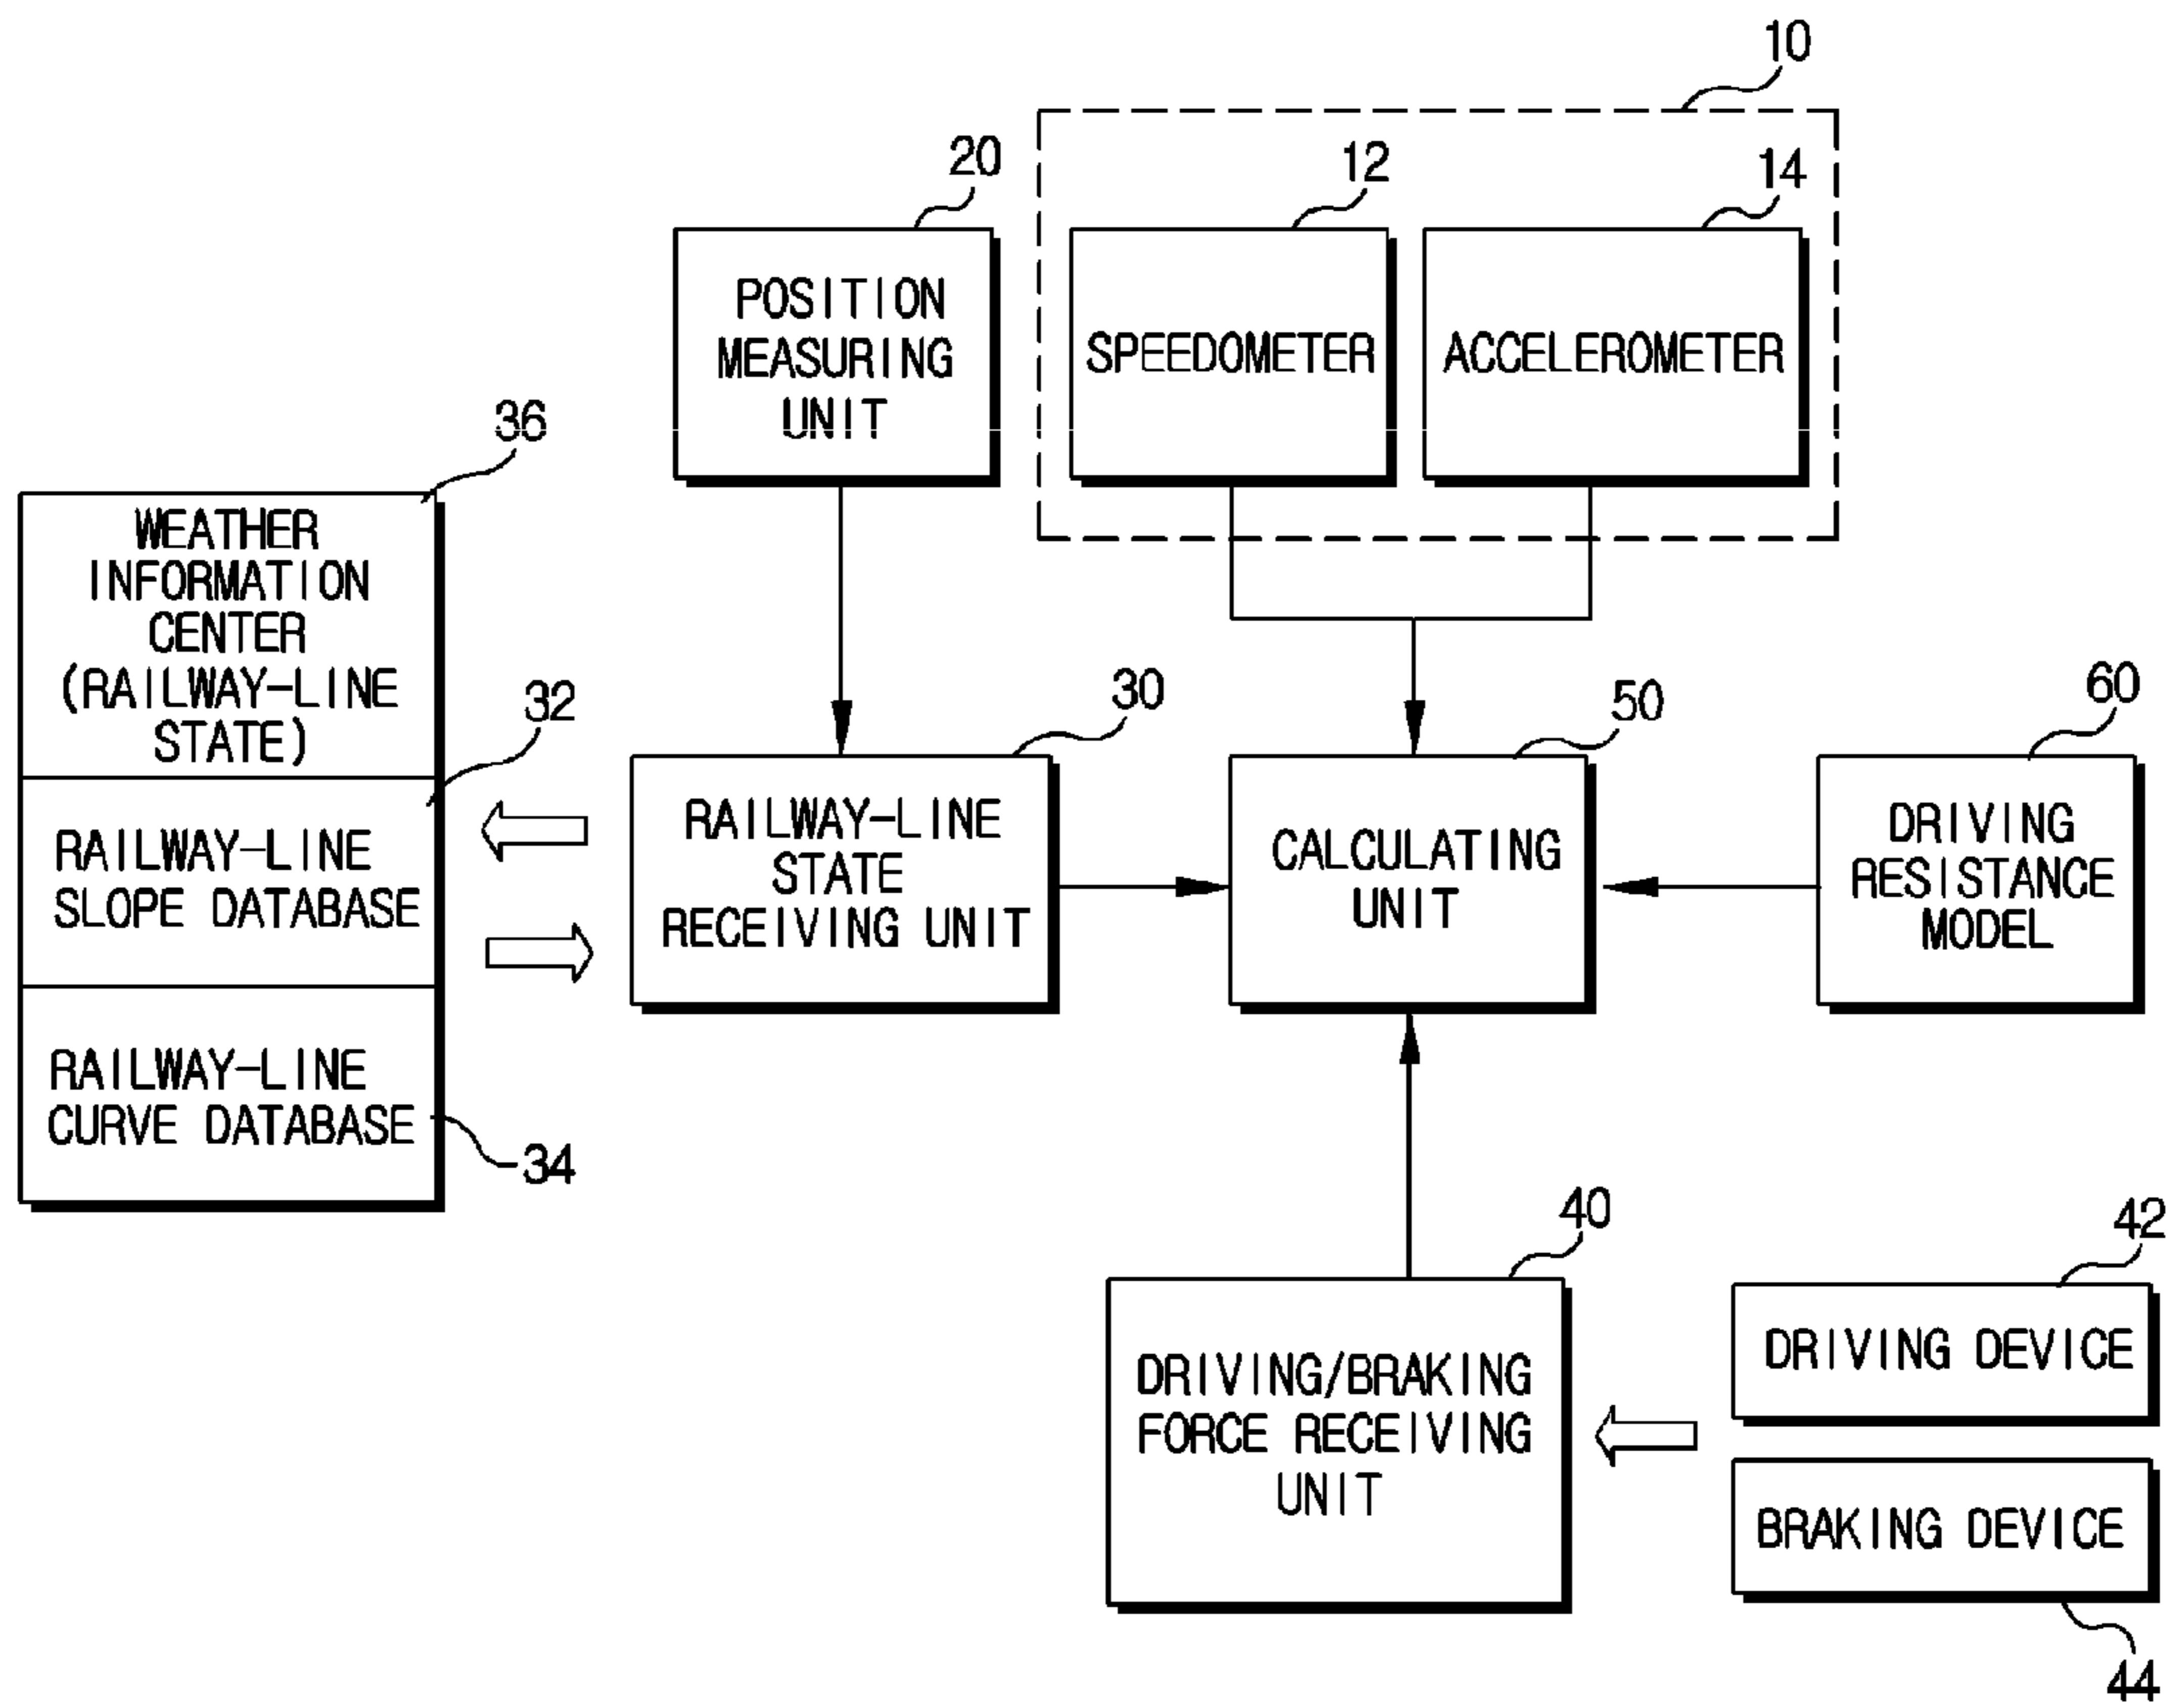 10
20
12
14
POSITION
MEASURING
UNIT
SPEEDOMETER
ACCELEROMETER
36
WEATHER
INFORMATION
CENTER
(RAILWAY-LINE
STATE)
32
RAILWAY-LINE
SLOPE DATABASE
RAILWAY-LINE
CURVE DATABASE
34
30
RAILWAY-LINE
STATE
RECEIVING UNIT
50
CALCULATING
UNIT
60
DRIVING
RESISTANCE
MODEL
40
DRIVING/BRAKING
FORCE RECEIVING
UNIT
42
DRIVING DEVICE
BRAKING DEVICE
44